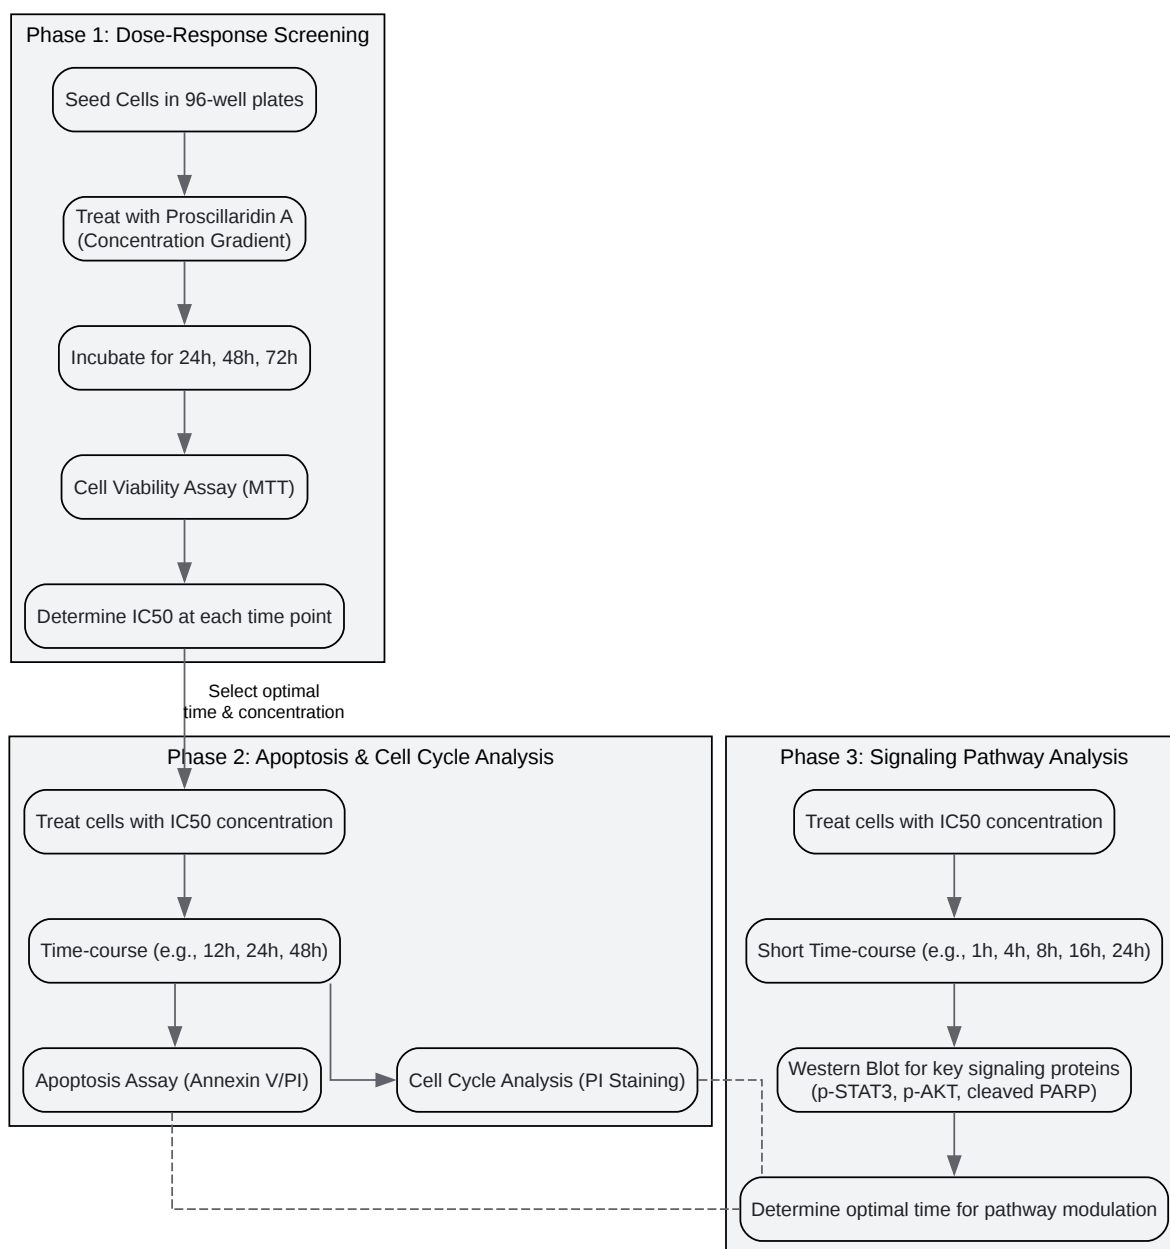 Phase 1: Dose-Response Screening
Seed Cells in 96-well plates
Treat with Proscillaridin A
(Concentration Gradient)
Incubate for 24h, 48h, 72h
Cell Viability Assay (MTT)
Determine IC50 at each time point
Select optimal
time & concentration
Phase 2: Apoptosis & Cell Cycle Analysis
Treat cells with IC50 concentration
Time-course (e.g., 12h, 24h, 48h)
Apoptosis Assay (Annexin V/PI)
Cell Cycle Analysis (PI Staining)
Phase 3: Signaling Pathway Analysis
Treat cells with IC50 concentration
Short Time-course (e.g., 1h, 4h, 8h, 16h, 24h)
Western Blot for key signaling proteins
(p-STAT3, p-AKT, cleaved PARP)
Determine optimal time for pathway modulation